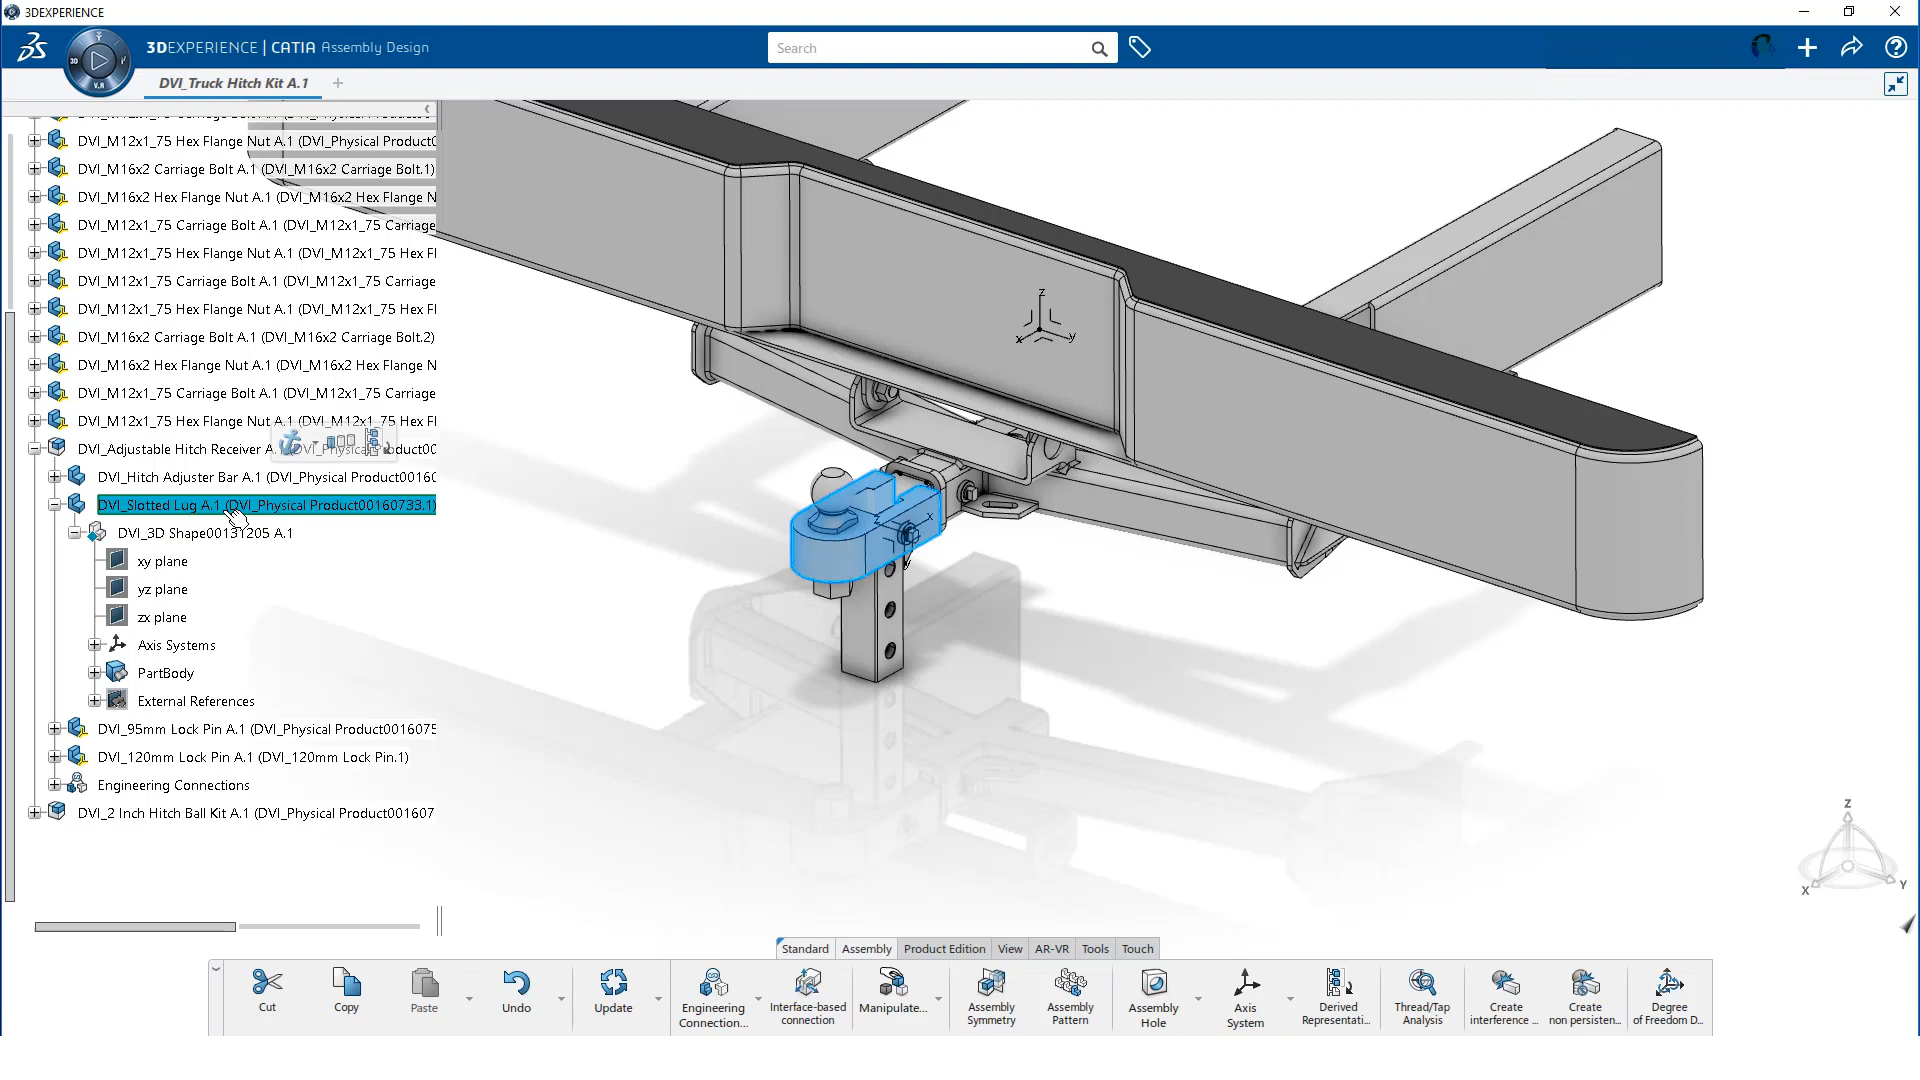 3DEXPERIENCE
3DEXPERIENCE | CATIA Assembly Design
Search
3D
V.R
DVI_Truck Hitch Kit A.1
DVI_M12x1_75 Hex Flange Nut A.1 (DVI_Physical Product0
DVI_M16x2 Carriage Bolt A.1 (DVI_M16x2 Carriage Bolt.1)
DVI_M16x2 Hex Flange Nut A.1 (DVI_M16x2 Hex Flange N
DVI_M12x1_75 Carriage Bolt A.1 (DVI_M12x1_75 Carriage
DVI_M12x1_75 Hex Flange Nut A.1 (DVI_M12x1_75 Hex Fl
DVI_M12x1_75 Carriage Bolt A.1 (DVI_M12x1_75 Carriage
DVI_M12x1_75 Hex Flange Nut A.1 (DVI_M12x1_75 Hex Fl
DVI_M16x2 Carriage Bolt A.1 (DVI_M16x2 Carriage Bolt.2)
DVI_M16x2 Hex Flange Nut A.1 (DVI_M16x2 Hex Flange N
DVI_M12x1_75 Carriage Bolt A.1 (DVI_M12x1_75 Carriage
DVI_M12x1_75 Hex Flange Nut A.1 (DVI_M12x1_75 Hex Fl
DVI_Adjustable Hitch Receiver A.1 (DVI_Physical Product00
DVI_Hitch Adjuster Bar A.1 (DVI_Physical Product00160
DVI_Slotted Lug A.1 (DVI_Physical Product00160733.1)
DVI_3D Shape00131205 A.1
xy plane
yz plane
zx plane
Axis Systems
PartBody
External References
DVI_95mm Lock Pin A.1 (DVI_Physical Product0016075
DVI_120mm Lock Pin A.1 (DVI_120mm Lock Pin.1)
Engineering Connections
DVI_2 Inch Hitch Ball Kit A.1 (DVI_Physical Product001607
z
x
y
z
x
Z
X
Y
Standard
Assembly
Product Edition
View
AR-VR
Tools
Touch
Cut
Copy
Paste
Undo
Update
Engineering
Connection...
Interface-based
connection
Manipulate...
Assembly
Symmetry
Assembly
Pattern
Assembly
Hole
Axis
System
Derived
Representati...
Thread/Tap
Analysis
Create
interference ...
Create
non persisten...
Degree
of Freedom D...